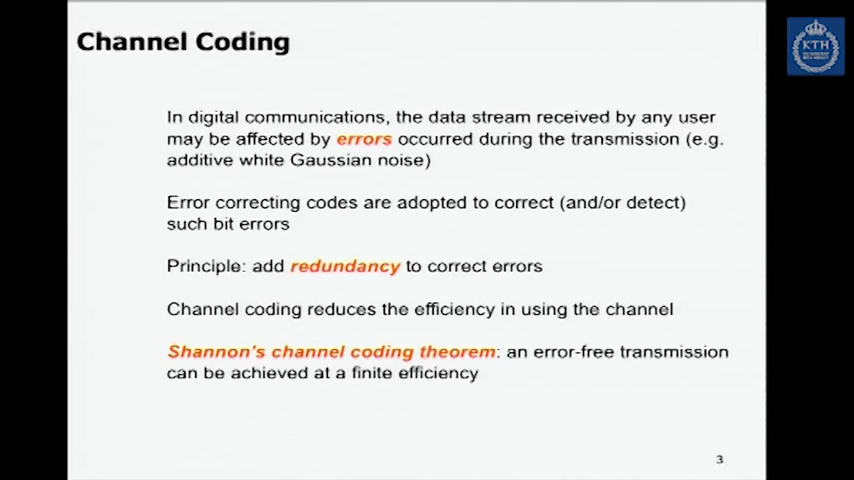 Channel Coding
KTH
In digital communications, the data stream received by any user
may be affected by errors occurred during the transmission (e.g.
additive white Gaussian noise)
Error correcting codes are adopted to correct (and/or detect)
such bit errors
Principle: add redundancy to correct errors
Channel coding reduces the efficiency in using the channel
Shannon's channel coding theorem: an error-free transmission
can be achieved at a finite efficiency
3